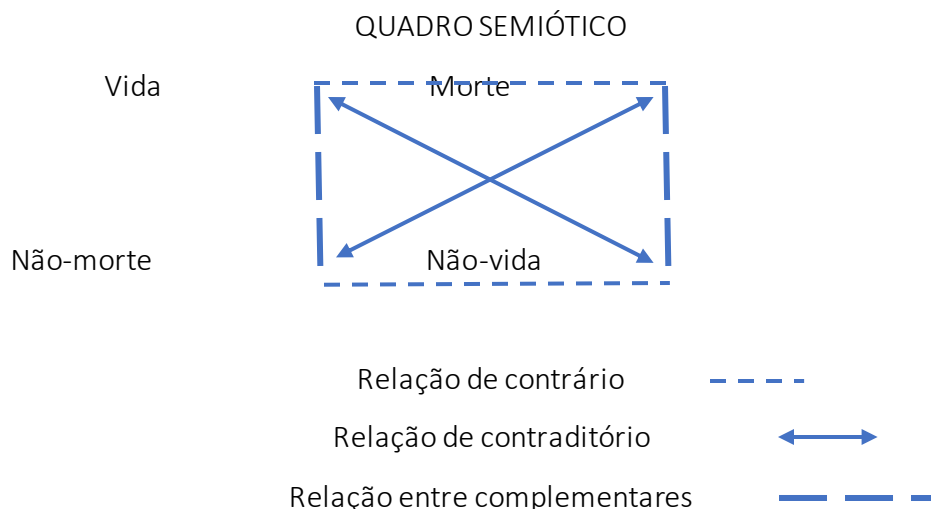 QUADRO SEMIÓTICO
Vida Morte
Não-morte Não-vida
Relação de contrário
Relação de contraditório
Relação entre complementares